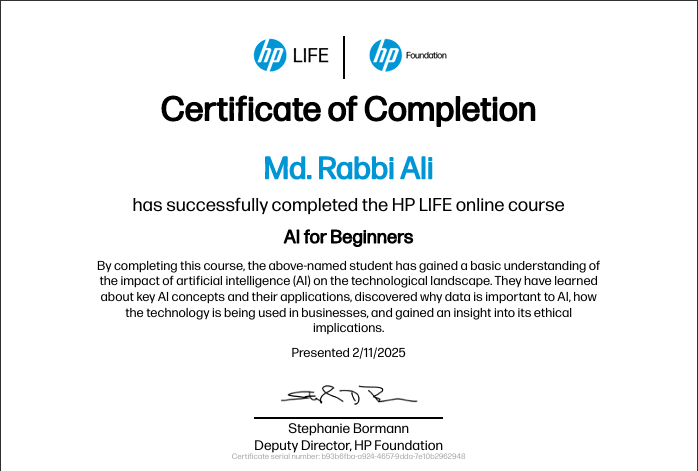 hp LIFE hp Foundation
Certificate of Completion
Md. Rabbi Ali
has successfully completed the HP LIFE online course
AI for Beginners
By completing this course, the above-named student has gained a basic understanding of
the impact of artificial intelligence (AI) on the technological landscape. They have learned
about key AI concepts and their applications, discovered why data is important to AI, how
the technology is being used in businesses, and gained an insight into its ethical
implications.
Presented 2/11/2025
Stephanie Bormann
Deputy Director, HP Foundation
Certificate serial number: b93b6fba-a924-4657-9dda-7e10b2962948